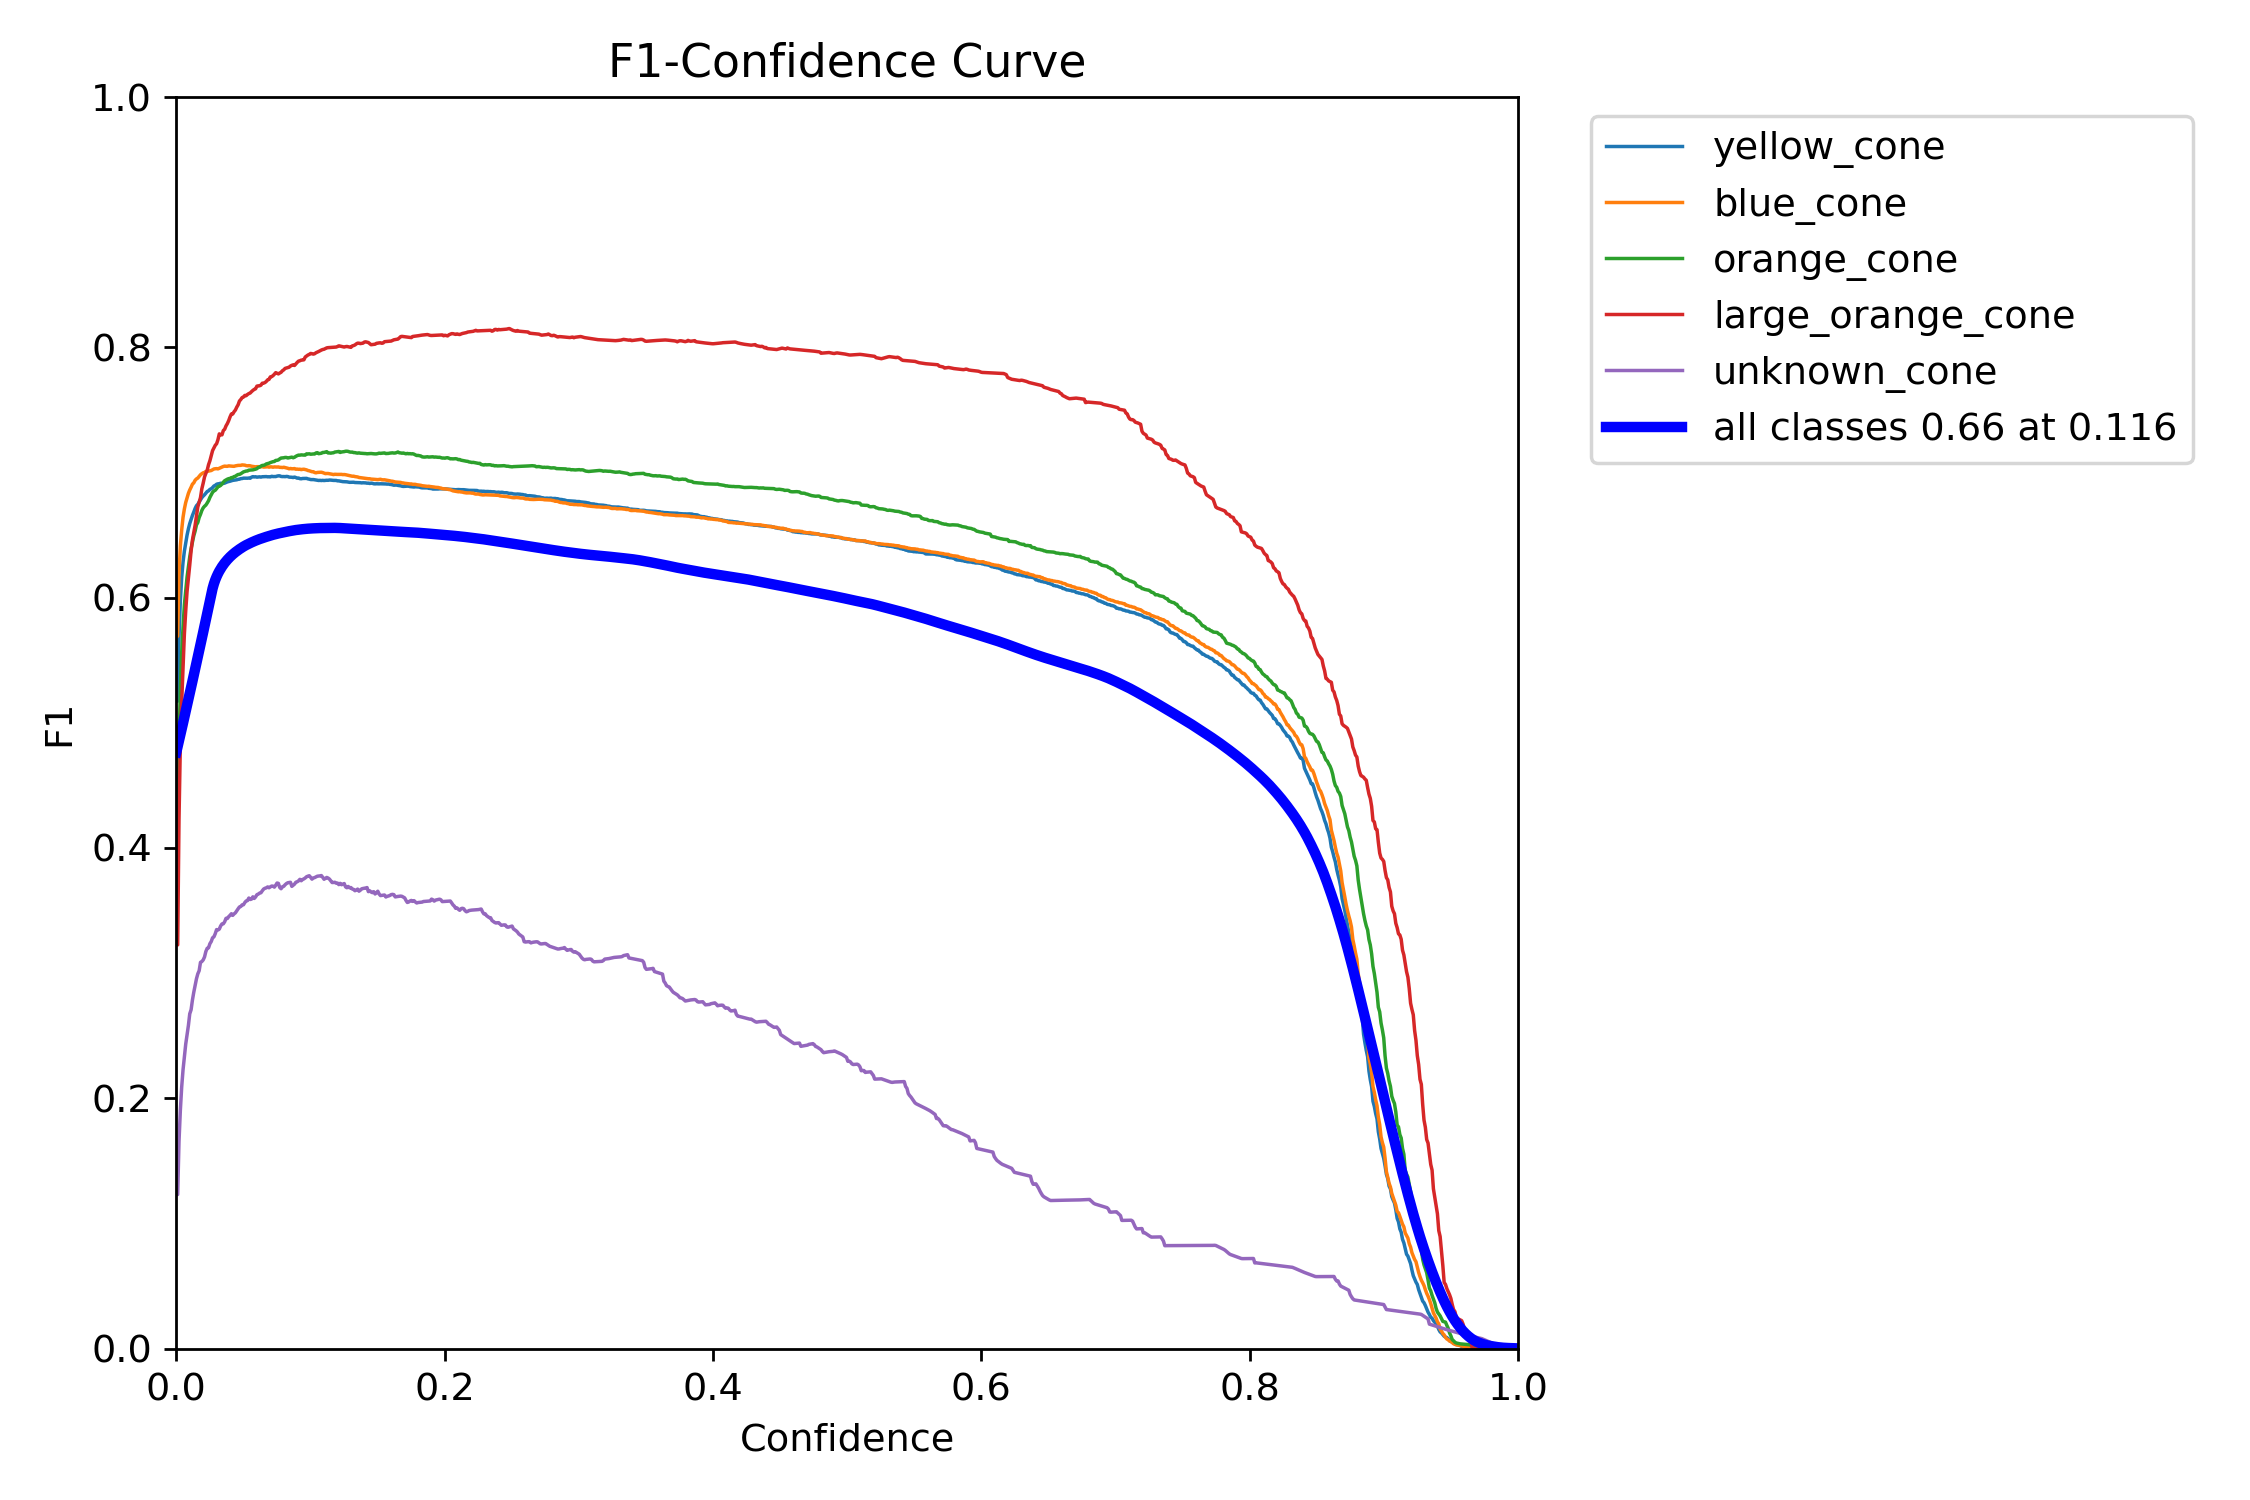 F1-Confidence Curve
1.0
0.8
0.6
0.4
0.2
0.0
F1
0.0 0.2 0.4 0.6 0.8 1.0
Confidence
yellow_cone
blue_cone
orange_cone
large_orange_cone
unknown_cone
all classes 0.66 at 0.116